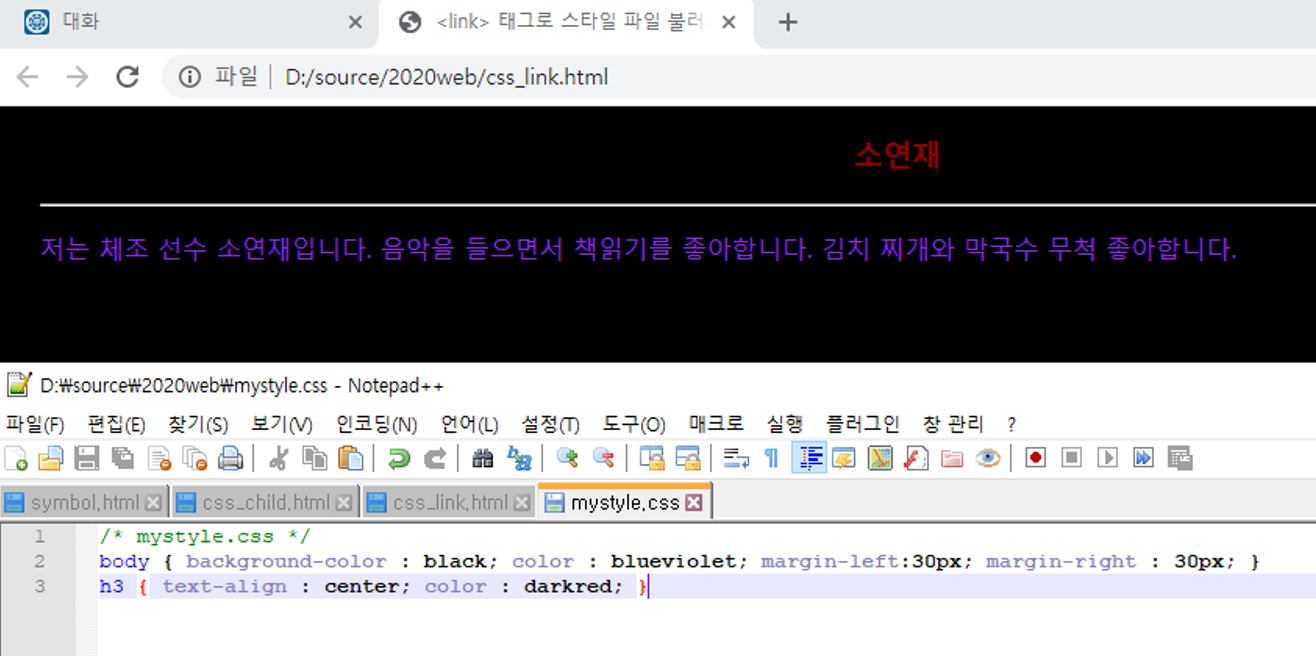 대화
<link> 태그로 스타일 파일 불러
파일 | D:/source/2020web/css_link.html
소연재
저는 체조 선수 소연재입니다. 음악을 들으면서 책읽기를 좋아합니다. 김치 찌개와 막국수 무척 좋아합니다.
D:₩source₩2020web₩mystyle.css - Notepad++
파일(F) 편집(E) 찾기(S) 보기(V) 인코딩(N) 언어(L) 설정(T) 도구(O) 매크로 실행 플러그인 창 관리 ?
symbol.html css_child.html css_link.html mystyle.css
1 /* mystyle.css */
2 body { background-color : black; color : blueviolet; margin-left:30px; margin-right : 30px; }
3 h3 { text-align : center; color : darkred; }